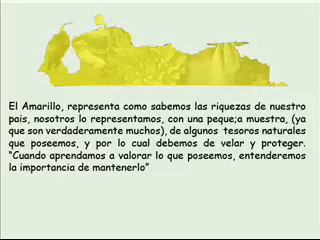 El Amarillo, representa como sabemos las riquezas de nuestro
pais, nosotros lo representamos, con una peque;a muestra, (ya
que son verdaderamente muchos), de algunos tesoros naturales
que poseemos, y por lo cual debemos de velar y proteger.
“Cuando aprendamos a valorar lo que poseemos, entenderemos
la importancia de mantenerlo”